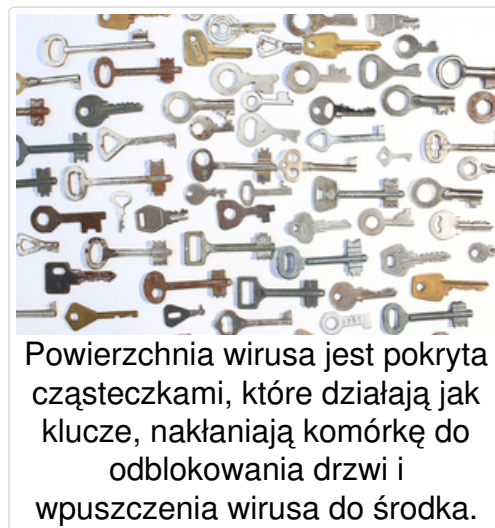 Powierzchnia wirusa jest pokryta
cząsteczkami, które działają jak
klucze, nakłaniają komórkę do
odblokowania drzwi i
wpuszczenia wirusa do środka.